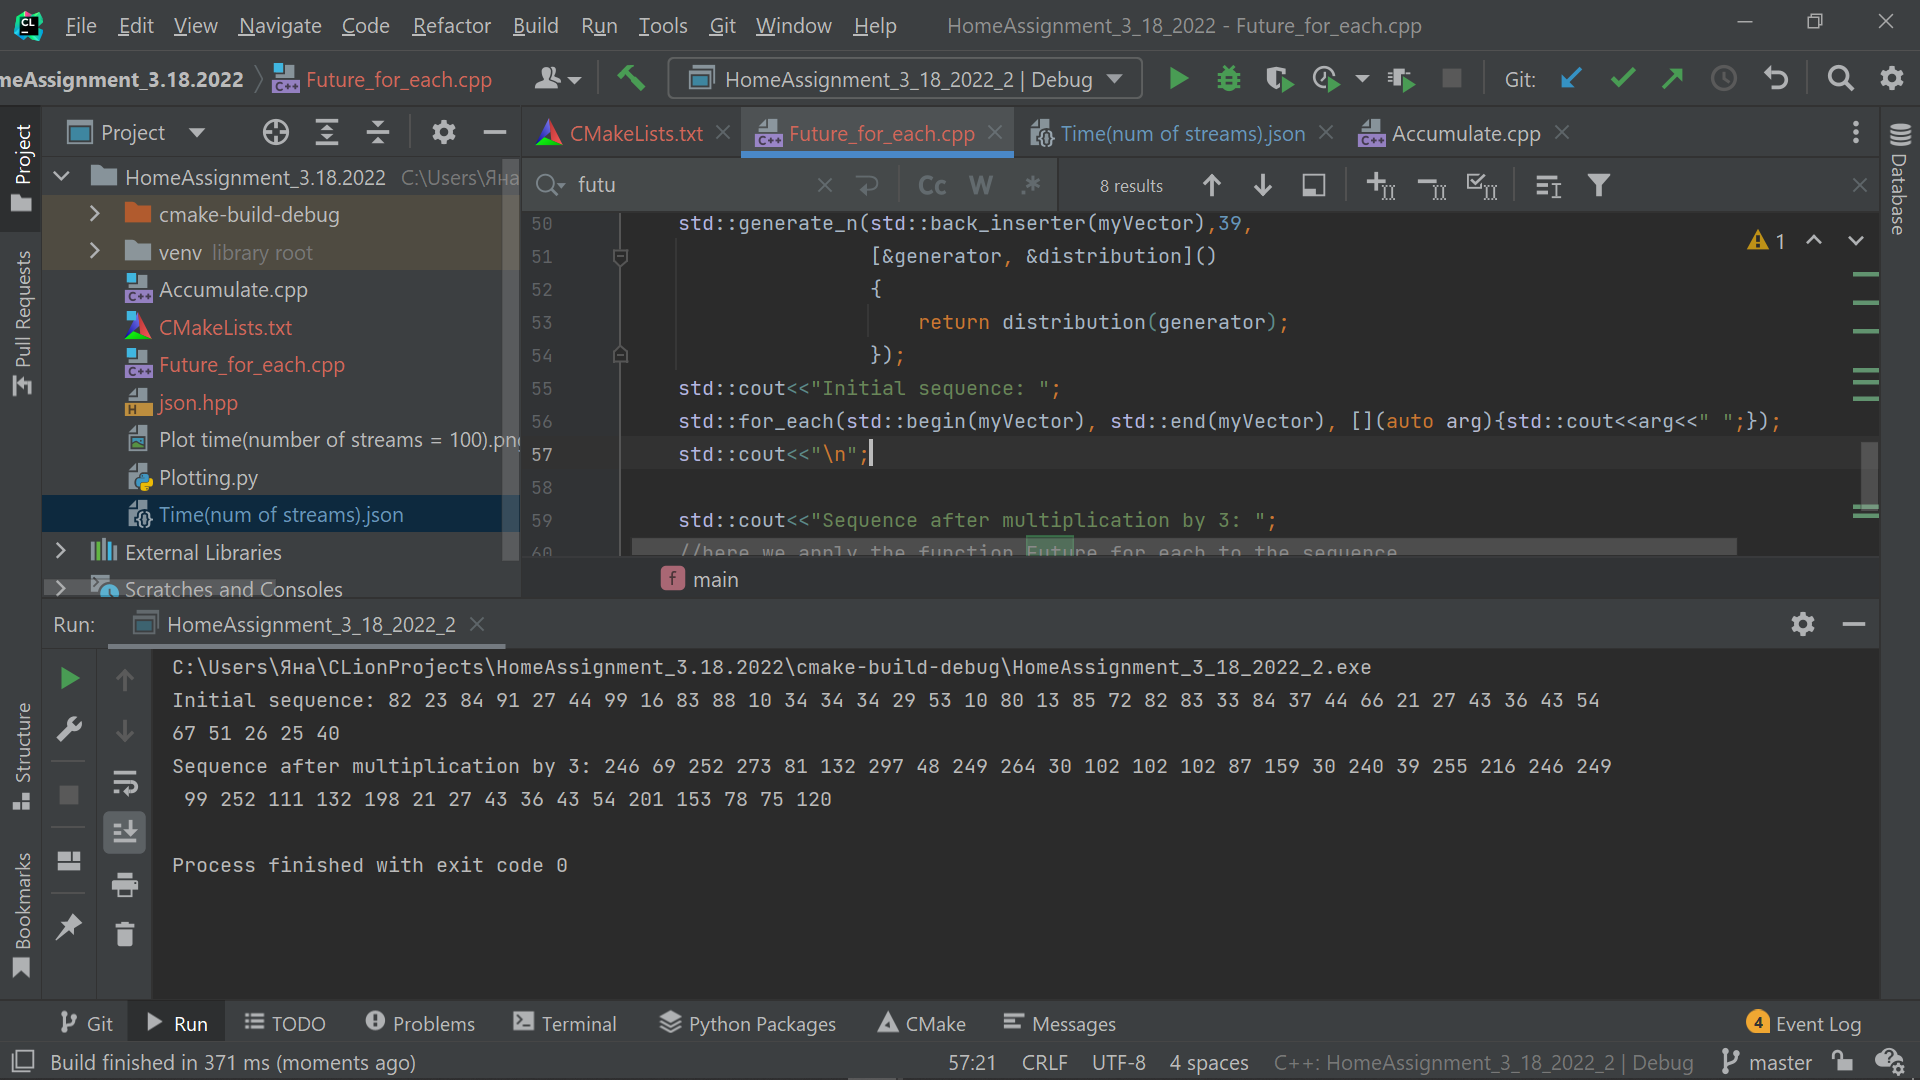 File Edit View Navigate Code Refactor Build Run Tools Git Window Help HomeAssignment_3_18_2022 - Future_for_each.cpp
meAssignment_3.18.2022 Future_for_each.cpp HomeAssignment_3_18_2022_2 | Debug Git:
Project
Pull Requests
Structure
Bookmarks
Project
HomeAssignment_3.18.2022 C:\Users\Яна
cmake-build-debug
venv library root
Accumulate.cpp
CMakeLists.txt
Future_for_each.cpp
json.hpp
Plot time(number of streams = 100).png
Plotting.py
Time(num of streams).json
External Libraries
Scratches and Consoles
CMakeLists.txt Future_for_each.cpp Time(num of streams).json Accumulate.cpp
futu Cc W .* 8 results
1
50 std::generate_n(std::back_inserter(myVector),39,
51 [&generator, &distribution]()
52 {
53 return distribution(generator);
54 });
55 std::cout<<"Initial sequence: ";
56 std::for_each(std::begin(myVector), std::end(myVector), [](auto arg){std::cout<<arg<<" ";});
57 std::cout<<"\n";
58
59 std::cout<<"Sequence after multiplication by 3: ";
60 //here we apply the function Future_for_each to the sequence
f main
Database
Run: HomeAssignment_3_18_2022_2
C:\Users\Яна\CLionProjects\HomeAssignment_3.18.2022\cmake-build-debug\HomeAssignment_3_18_2022_2.exe
Initial sequence: 82 23 84 91 27 44 99 16 83 88 10 34 34 34 29 53 10 80 13 85 72 82 83 33 84 37 44 66 21 27 43 36 43 54
67 51 26 25 40
Sequence after multiplication by 3: 246 69 252 273 81 132 297 48 249 264 30 102 102 102 87 159 30 240 39 255 216 246 249
99 252 111 132 198 21 27 43 36 43 54 201 153 78 75 120
Process finished with exit code 0
Git Run TODO Problems Terminal Python Packages CMake Messages 4 Event Log
Build finished in 371 ms (moments ago) 57:21 CRLF UTF-8 4 spaces C++: HomeAssignment_3_18_2022_2 | Debug master